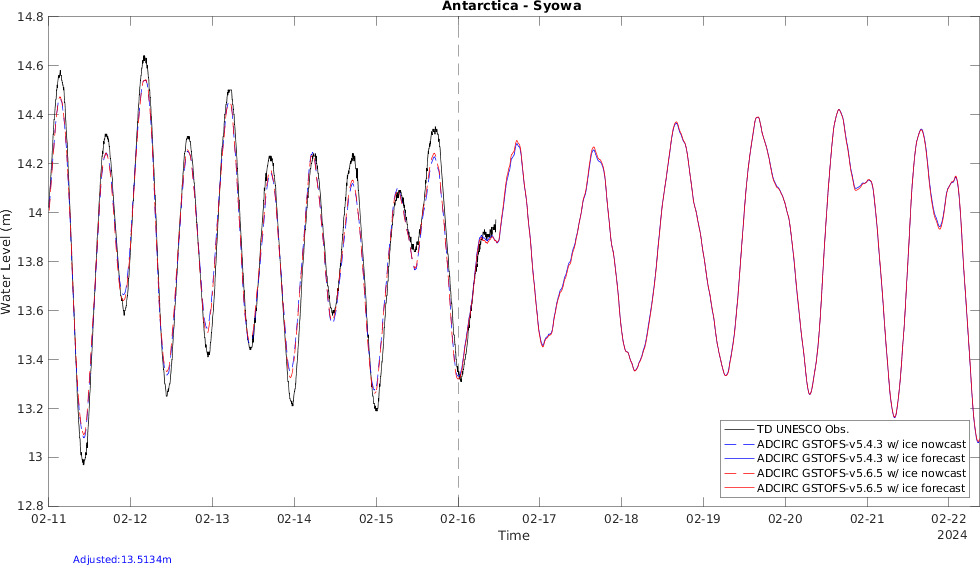 Antarctica - Syowa
Water Level (m)
14.8
14.6
14.4
14.2
14
13.8
13.6
13.4
13.2
13
12.8
TD UNESCO Obs.
ADCIRC GSTOFS-v5.4.3 w/ ice nowcast
ADCIRC GSTOFS-v5.4.3 w/ ice forecast
ADCIRC GSTOFS-v5.6.5 w/ ice nowcast
ADCIRC GSTOFS-v5.6.5 w/ ice forecast
02-11 02-12 02-13 02-14 02-15 02-16 02-17 02-18 02-19 02-20 02-21 02-22
2024
Time
Adjusted:13.5134m